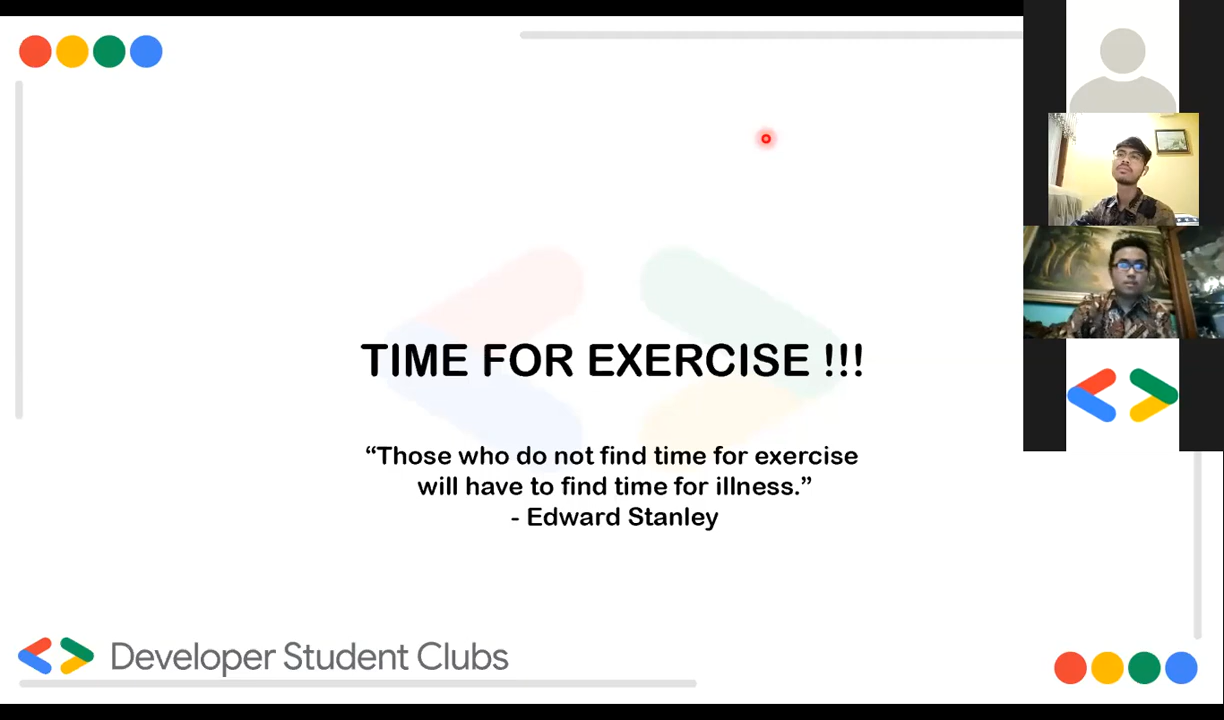 TIME FOR EXERCISE !!!
“Those who do not find time for exercise
will have to find time for illness.”
- Edward Stanley
Developer Student Clubs